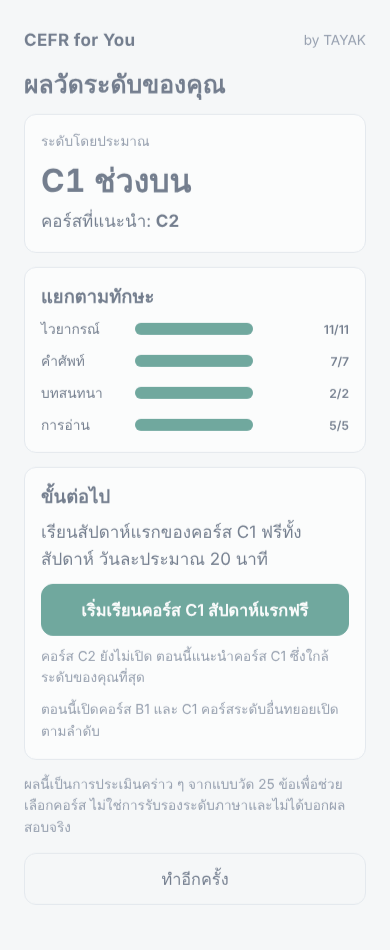 CEFR for You
by TAYAK
ผลวัดระดับของคุณ
ระดับโดยประมาณ
C1 ช่วงบน
คอร์สที่แนะนำ: C2
แยกตามทักษะ
ไวยากรณ์ 11/11
คำศัพท์ 7/7
บทสนทนา 2/2
การอ่าน 5/5
ขั้นต่อไป
เรียนสัปดาห์แรกของคอร์ส C1 ฟรีทั้ง
สัปดาห์ วันละประมาณ 20 นาที
เริ่มเรียนคอร์ส C1 สัปดาห์แรกฟรี
คอร์ส C2 ยังไม่เปิด ตอนนี้แนะนำคอร์ส C1 ซึ่งใกล้
ระดับของคุณที่สุด
ตอนนี้เปิดคอร์ส B1 และ C1 คอร์สระดับอื่นทยอยเปิด
ตามลำดับ
ผลนี้เป็นการประเมินคร่าว ๆ จากแบบวัด 25 ข้อเพื่อช่วย
เลือกคอร์ส ไม่ใช่การรับรองระดับภาษาและไม่ได้บอกผล
สอบจริง
ทำอีกครั้ง